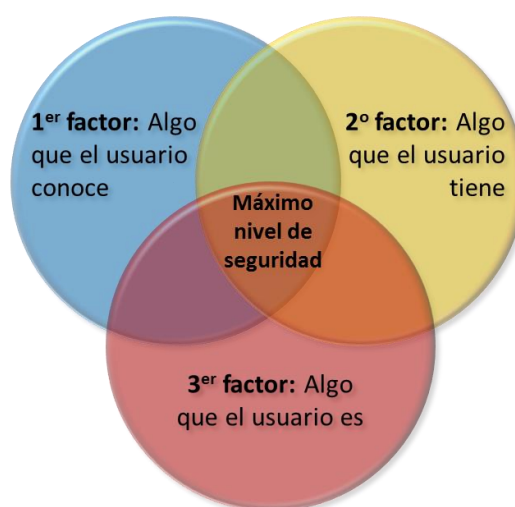 1er factor: Algo
que el usuario
conoce
2o factor: Algo
que el usuario
tiene
Máximo
nivel de
seguridad
3er factor: Algo
que el usuario es